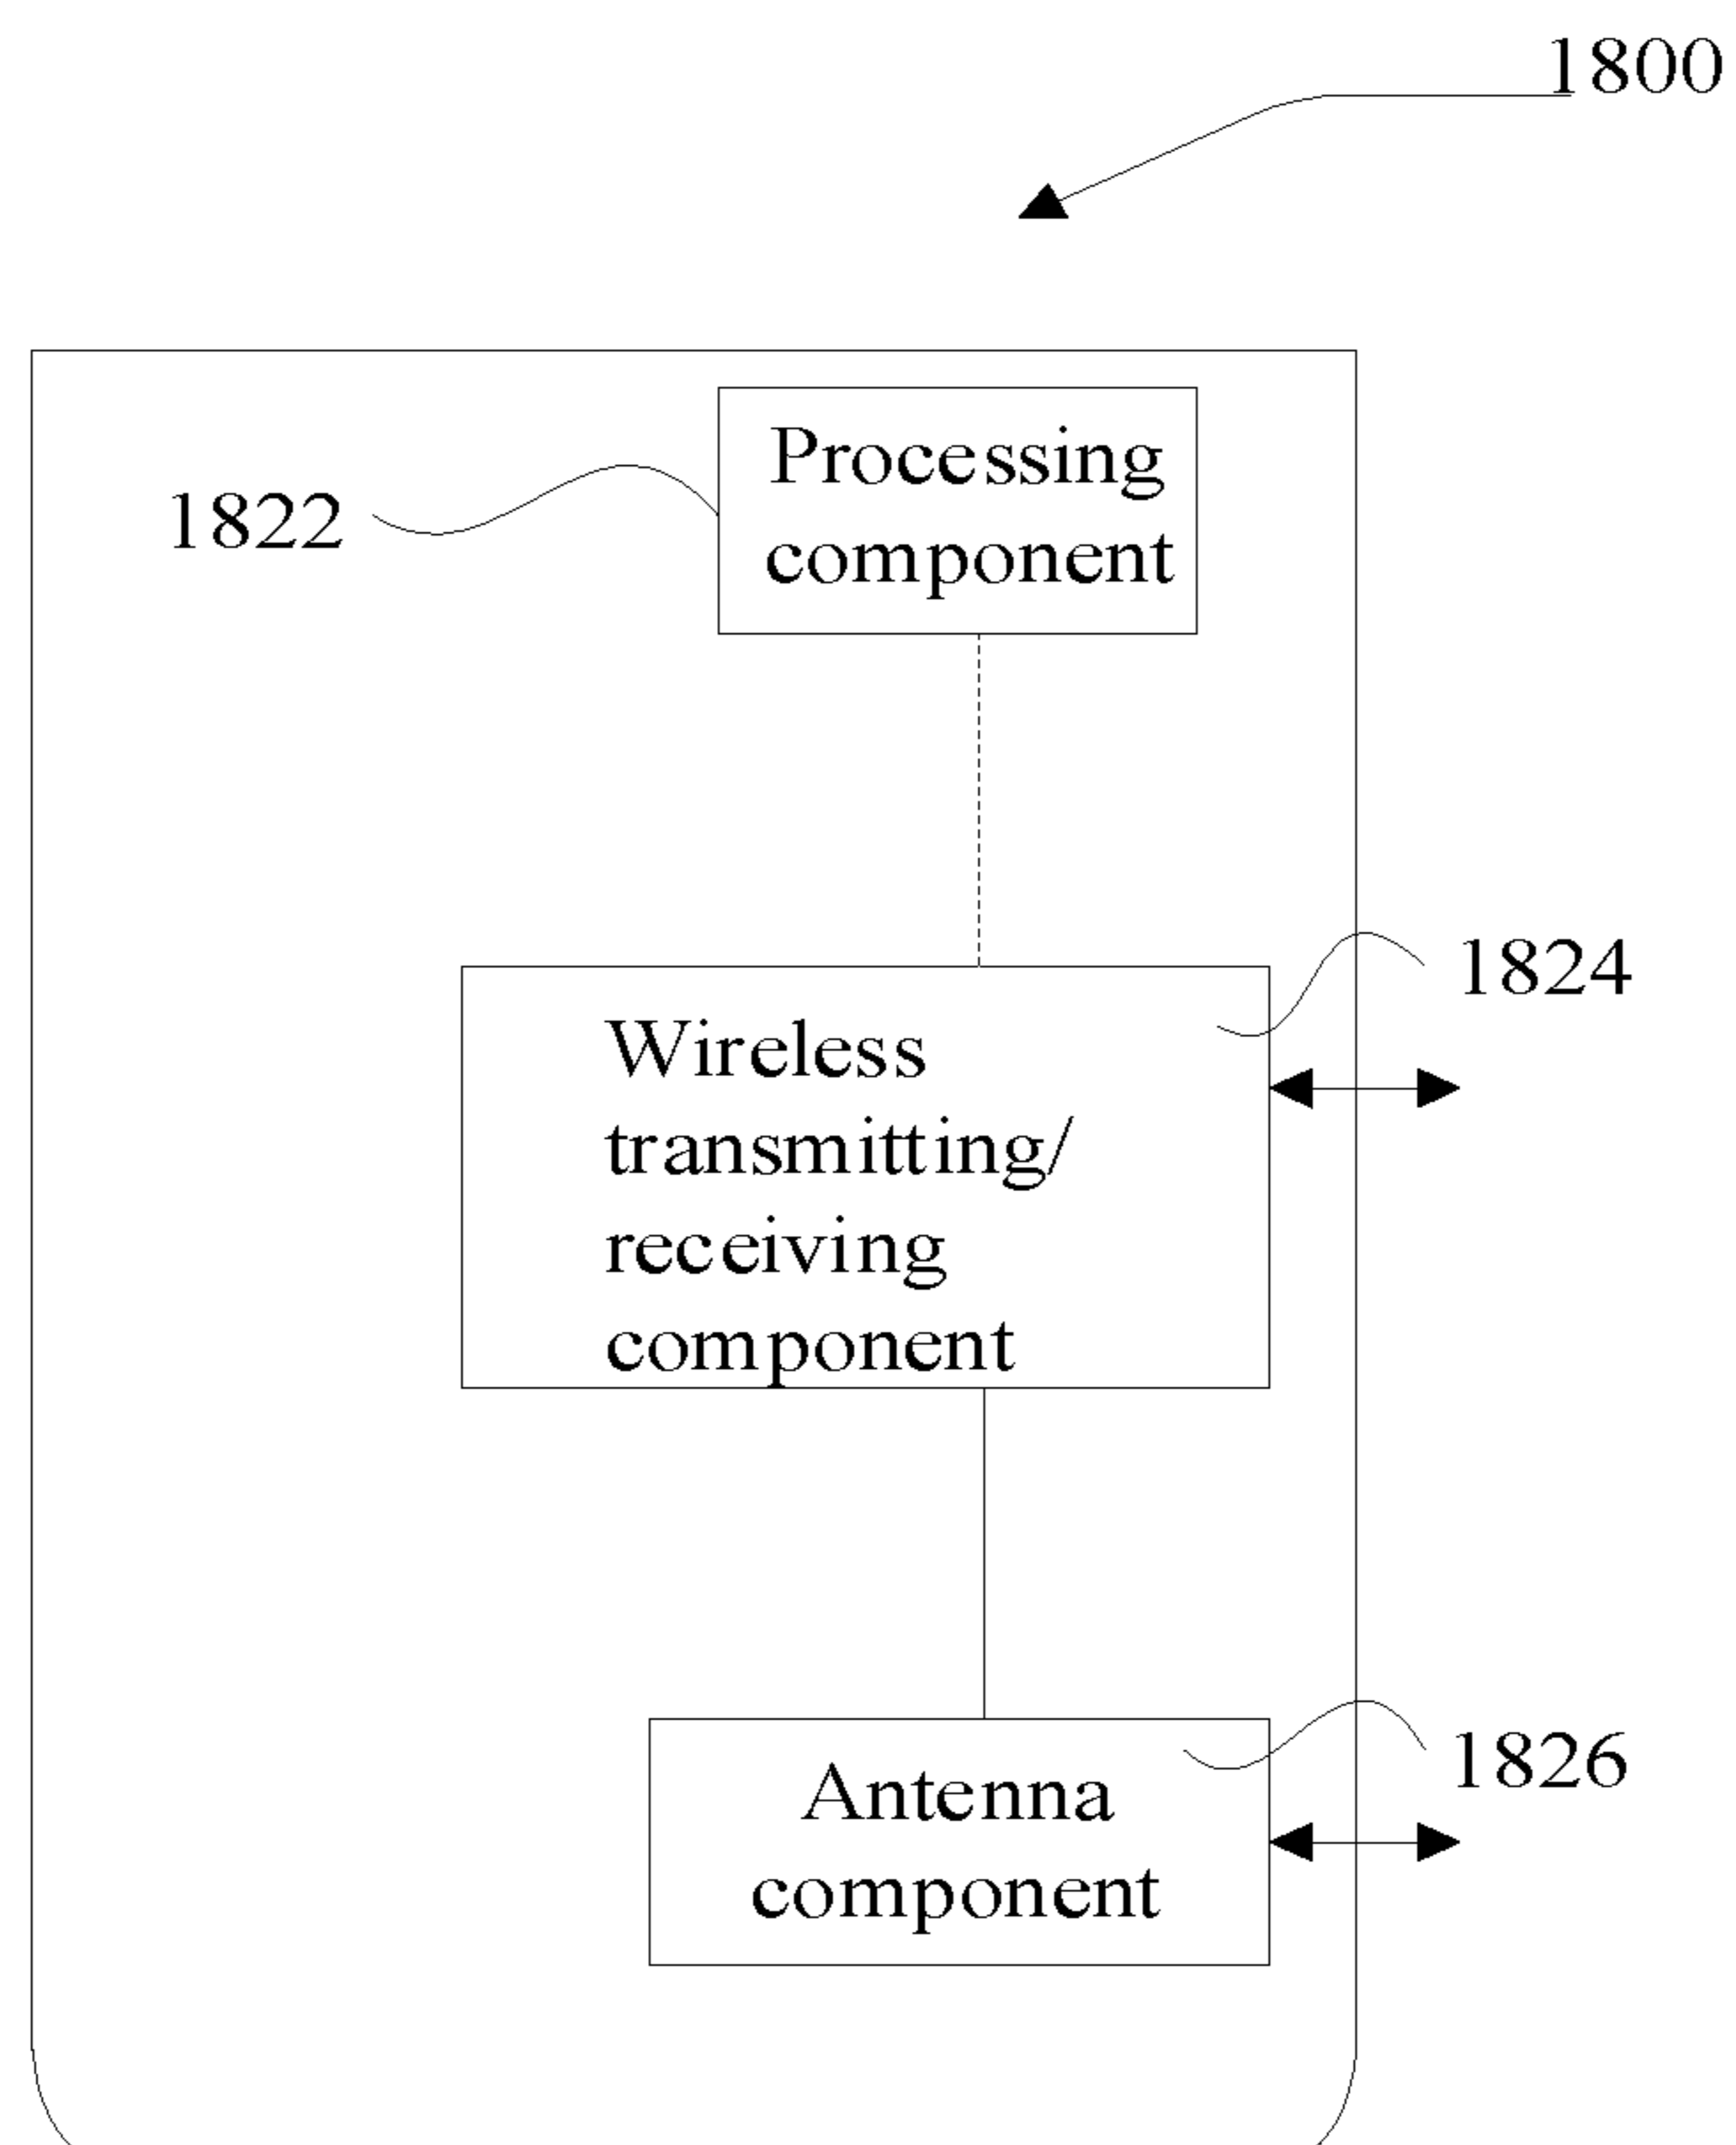 1800
Processing
component
1822
1824
Wireless
transmitting/
receiving
component
1826
Antenna
component